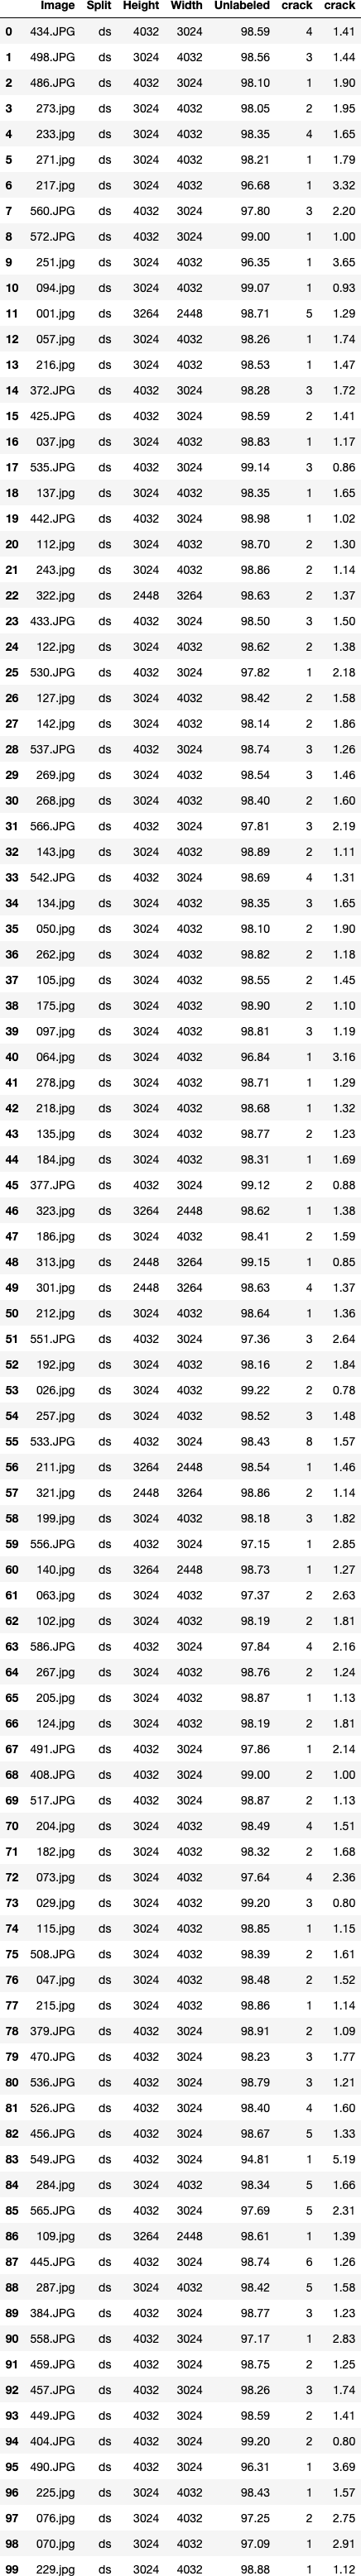 Image Split Height Width Unlabeled crack crack
0 434.JPG ds 4032 3024 98.59 4 1.41
1 498.JPG ds 4032 3024 98.56 3 1.44
2 486.JPG ds 4032 3024 98.10 1 1.90
3 273.jpg ds 3024 4032 98.05 2 1.95
4 233.jpg ds 3024 4032 98.35 4 1.65
5 271.jpg ds 3024 4032 98.21 1 1.79
6 217.jpg ds 3024 4032 96.68 1 3.32
7 560.JPG ds 4032 3024 97.80 3 2.20
8 572.JPG ds 4032 3024 99.00 1 1.00
9 251.jpg ds 3024 4032 96.35 1 3.65
10 094.jpg ds 3024 4032 99.07 1 0.93
11 001.jpg ds 3264 2448 98.71 5 1.29
12 057.jpg ds 3024 4032 98.26 1 1.74
13 216.jpg ds 3024 4032 98.53 1 1.47
14 372.JPG ds 4032 3024 98.28 3 1.72
15 425.JPG ds 4032 3024 98.59 2 1.41
16 037.jpg ds 3024 4032 98.83 1 1.17
17 535.JPG ds 4032 3024 99.14 3 0.86
18 137.jpg ds 3024 4032 98.35 1 1.65
19 442.JPG ds 4032 3024 98.98 1 1.02
20 112.jpg ds 3024 4032 98.70 2 1.30
21 243.jpg ds 3024 4032 98.86 2 1.14
22 322.jpg ds 2448 3264 98.63 2 1.37
23 433.JPG ds 4032 3024 98.50 3 1.50
24 122.jpg ds 3024 4032 98.62 2 1.38
25 530.JPG ds 4032 3024 97.82 1 2.18
26 127.jpg ds 3024 4032 98.42 2 1.58
27 142.jpg ds 3024 4032 98.14 2 1.86
28 537.JPG ds 4032 3024 98.74 3 1.26
29 269.jpg ds 3024 4032 98.54 3 1.46
30 268.jpg ds 3024 4032 98.40 2 1.60
31 566.JPG ds 4032 3024 97.81 3 2.19
32 143.jpg ds 3024 4032 98.89 2 1.11
33 542.JPG ds 4032 3024 98.69 4 1.31
34 134.jpg ds 3024 4032 98.35 3 1.65
35 050.jpg ds 3024 4032 98.10 2 1.90
36 262.jpg ds 3024 4032 98.82 2 1.18
37 105.jpg ds 3024 4032 98.55 2 1.45
38 175.jpg ds 3024 4032 98.90 2 1.10
39 097.jpg ds 3024 4032 98.81 3 1.19
40 064.jpg ds 3024 4032 96.84 1 3.16
41 278.jpg ds 3024 4032 98.71 1 1.29
42 218.jpg ds 3024 4032 98.68 1 1.32
43 135.jpg ds 3024 4032 98.77 2 1.23
44 184.jpg ds 3024 4032 98.31 1 1.69
45 377.JPG ds 4032 3024 99.12 2 0.88
46 323.jpg ds 3264 2448 98.62 1 1.38
47 186.jpg ds 3024 4032 98.41 2 1.59
48 313.jpg ds 2448 3264 99.15 1 0.85
49 301.jpg ds 2448 3264 98.63 4 1.37
50 212.jpg ds 3024 4032 98.64 1 1.36
51 551.JPG ds 4032 3024 97.36 3 2.64
52 192.jpg ds 3024 4032 98.16 2 1.84
53 026.jpg ds 3024 4032 99.22 2 0.78
54 257.jpg ds 3024 4032 98.52 3 1.48
55 533.JPG ds 4032 3024 98.43 8 1.57
56 211.jpg ds 3264 2448 98.54 1 1.46
57 321.jpg ds 2448 3264 98.86 2 1.14
58 199.jpg ds 3024 4032 98.18 3 1.82
59 556.JPG ds 4032 3024 97.15 1 2.85
60 140.jpg ds 3264 2448 98.73 1 1.27
61 063.jpg ds 3024 4032 97.37 2 2.63
62 102.jpg ds 3024 4032 98.19 2 1.81
63 586.JPG ds 4032 3024 97.84 4 2.16
64 267.jpg ds 3024 4032 98.76 2 1.24
65 205.jpg ds 3024 4032 98.87 1 1.13
66 124.jpg ds 3024 4032 98.19 2 1.81
67 491.JPG ds 4032 3024 97.86 1 2.14
68 408.JPG ds 4032 3024 99.00 2 1.00
69 517.JPG ds 4032 3024 98.87 2 1.13
70 204.jpg ds 3024 4032 98.49 4 1.51
71 182.jpg ds 3024 4032 98.32 2 1.68
72 073.jpg ds 3024 4032 97.64 4 2.36
73 029.jpg ds 3024 4032 99.20 3 0.80
74 115.jpg ds 3024 4032 98.85 1 1.15
75 508.JPG ds 4032 3024 98.39 2 1.61
76 047.jpg ds 3024 4032 98.48 2 1.52
77 215.jpg ds 3024 4032 98.86 1 1.14
78 379.JPG ds 4032 3024 98.91 2 1.09
79 470.JPG ds 4032 3024 98.23 3 1.77
80 536.JPG ds 4032 3024 98.79 3 1.21
81 526.JPG ds 4032 3024 98.40 4 1.60
82 456.JPG ds 4032 3024 98.67 5 1.33
83 549.JPG ds 4032 3024 94.81 1 5.19
84 284.jpg ds 3024 4032 98.34 5 1.66
85 565.JPG ds 4032 3024 97.69 5 2.31
86 109.jpg ds 3264 2448 98.61 1 1.39
87 445.JPG ds 4032 3024 98.74 6 1.26
88 287.jpg ds 3024 4032 98.42 5 1.58
89 384.JPG ds 4032 3024 98.77 3 1.23
90 558.JPG ds 4032 3024 97.17 1 2.83
91 459.JPG ds 4032 3024 98.75 2 1.25
92 457.JPG ds 4032 3024 98.26 3 1.74
93 449.JPG ds 4032 3024 98.59 2 1.41
94 404.JPG ds 4032 3024 99.20 2 0.80
95 490.JPG ds 4032 3024 96.31 1 3.69
96 225.jpg ds 3024 4032 98.43 1 1.57
97 076.jpg ds 3024 4032 97.25 2 2.75
98 070.jpg ds 3024 4032 97.09 1 2.91
99 229.jpg ds 3024 4032 98.88 1 1.12